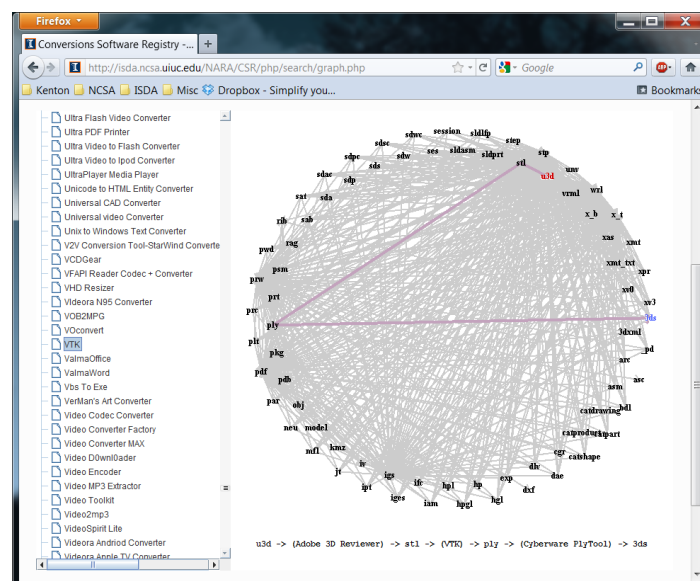 Firefox
Conversions Software Registry -...
http://isda.ncsa.uiuc.edu/NARA/CSR/php/search/graph.php
Google
ABP
Kenton NCSA ISDA Misc Dropbox - Simplify you... Bookmarks
Ultra Flash Video Converter
Ultra PDF Printer
Ultra Video to Flash Converter
Ultra Video to Ipod Converter
UltraPlayer Media Player
Unicode to HTML Entity Converter
Universal CAD Converter
Universal video Converter
Unix to Windows Text Converter
V2V Conversion Tool-StarWind Converte
VCDGear
VFAPI Reader Codec + Converter
VHD Resizer
VIdeora N95 Converter
VOB2MPG
VOconvert
VTK
ValmaOffice
ValmaWord
Vbs To Exe
VerMan's Art Converter
Video Codec Converter
Video Converter Factory
Video Converter MAX
Video D0wnl0ader
Video Encoder
Video MP3 Extractor
Video Toolkit
Video2mp3
VideoSpirit Lite
Videora Andriod Converter
Videora Apple TV Converter
session
sldlfp
step
stp
stl
unv
u3d
wrl
vrml
x_b
x_t
xas
xmt
xmt_txt
xpr
xv0
xv3
3ds
3dxml
_pd
arc
asc
asm
bdl
catdrawing
catpart
catproduct
catshape
cgr
dae
dlv
dxf
exp
hgl
hp
hpgl
hpl
iam
ifc
iges
igs
ipt
iv
jt
kmz
mf1
model
neu
obj
par
pdb
pdf
pkg
plt
ply
prc
prt
prw
psm
pwd
rag
rib
sab
sat
sda
sdac
sdp
sdpc
sds
sdsc
sdw
sdwc
ses
sldasm
sldprt
u3d -> (Adobe 3D Reviewer) -> stl -> (VTK) -> ply -> (Cyberware PlyTool) -> 3ds